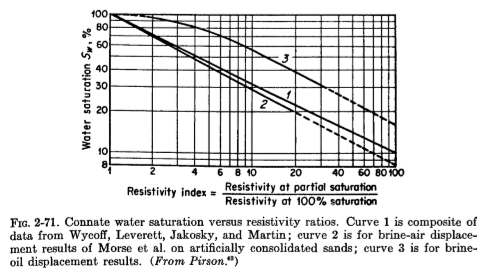 100
80
60
50
40
30
20
10
8
Water saturation Sw, %
3
1
2
1 2 4 6 8 10 20 40 60 80 100
Resistivity index = Resistivity at partial saturation
Resistivity at 100% saturation
FIG. 2-71. Connate water saturation versus resistivity ratios. Curve 1 is composite of
data from Wycoff, Leverett, Jakosky, and Martin; curve 2 is for brine-air displace-
ment results of Morse et al. on artificially consolidated sands; curve 3 is for brine-
oil displacement results. (From Pirson.⁴³)